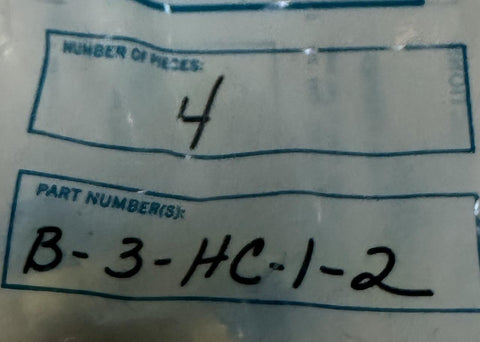 NUMBER OF PIECES:
4
PART NUMBER(S):
B-3-HC-1-2